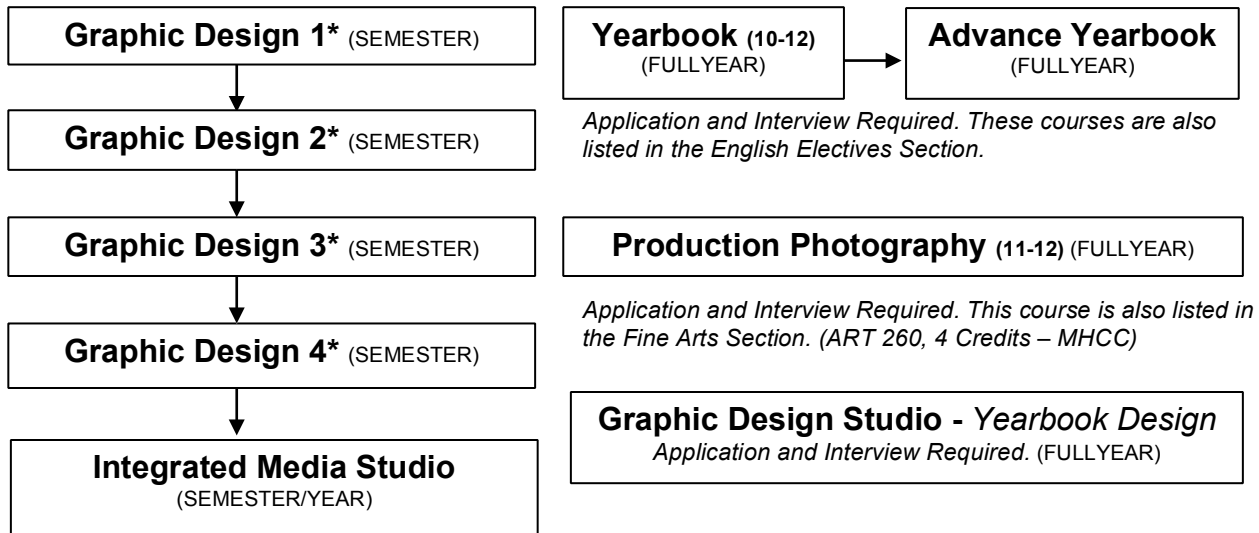 Graphic Design 1* (SEMESTER)
Graphic Design 2* (SEMESTER)
Graphic Design 3* (SEMESTER)
Graphic Design 4* (SEMESTER)
Integrated Media Studio
(SEMESTER/YEAR)
Yearbook (10-12)
(FULLYEAR)
Advance Yearbook
(FULLYEAR)
Application and Interview Required. These courses are also
listed in the English Electives Section.
Production Photography (11-12) (FULLYEAR)
Application and Interview Required. This course is also listed in
the Fine Arts Section. (ART 260, 4 Credits – MHCC)
Graphic Design Studio - Yearbook Design
Application and Interview Required. (FULLYEAR)